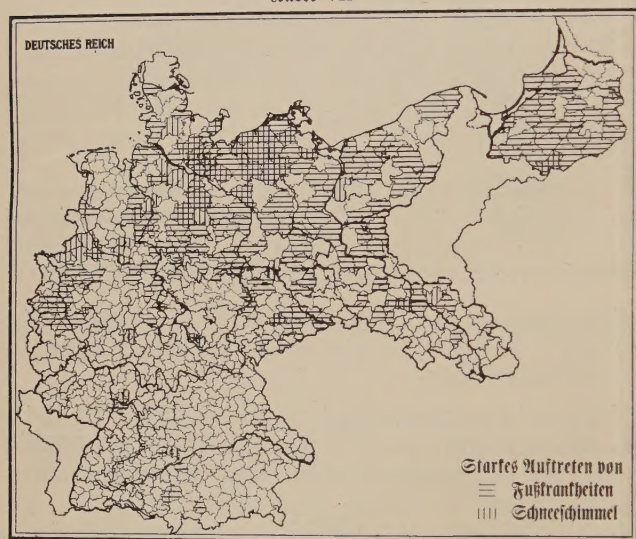 DEUTSCHES REICH
Starkes Auftreten von
Fußkrankheiten
Schneeschimmel